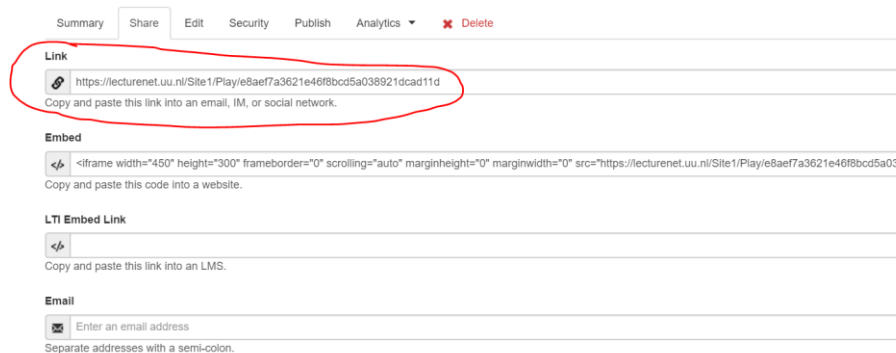 Summary Share Edit Security Publish Analytics Delete
Link
https://lecturenet.uu.nl/Site1/Play/e8aef7a3621e46f8bcd5a038921dcad11d
Copy and paste this link into an email, IM, or social network.
Embed
<iframe width="450" height="300" frameborder="0" scrolling="auto" marginheight="0" marginwidth="0" src="https://lecturenet.uu.nl/Site1/Play/e8aef7a3621e46f8bcd5a03
Copy and paste this code into a website.
LTI Embed Link
Copy and paste this link into an LMS.
Email
Enter an email address
Separate addresses with a semi-colon.